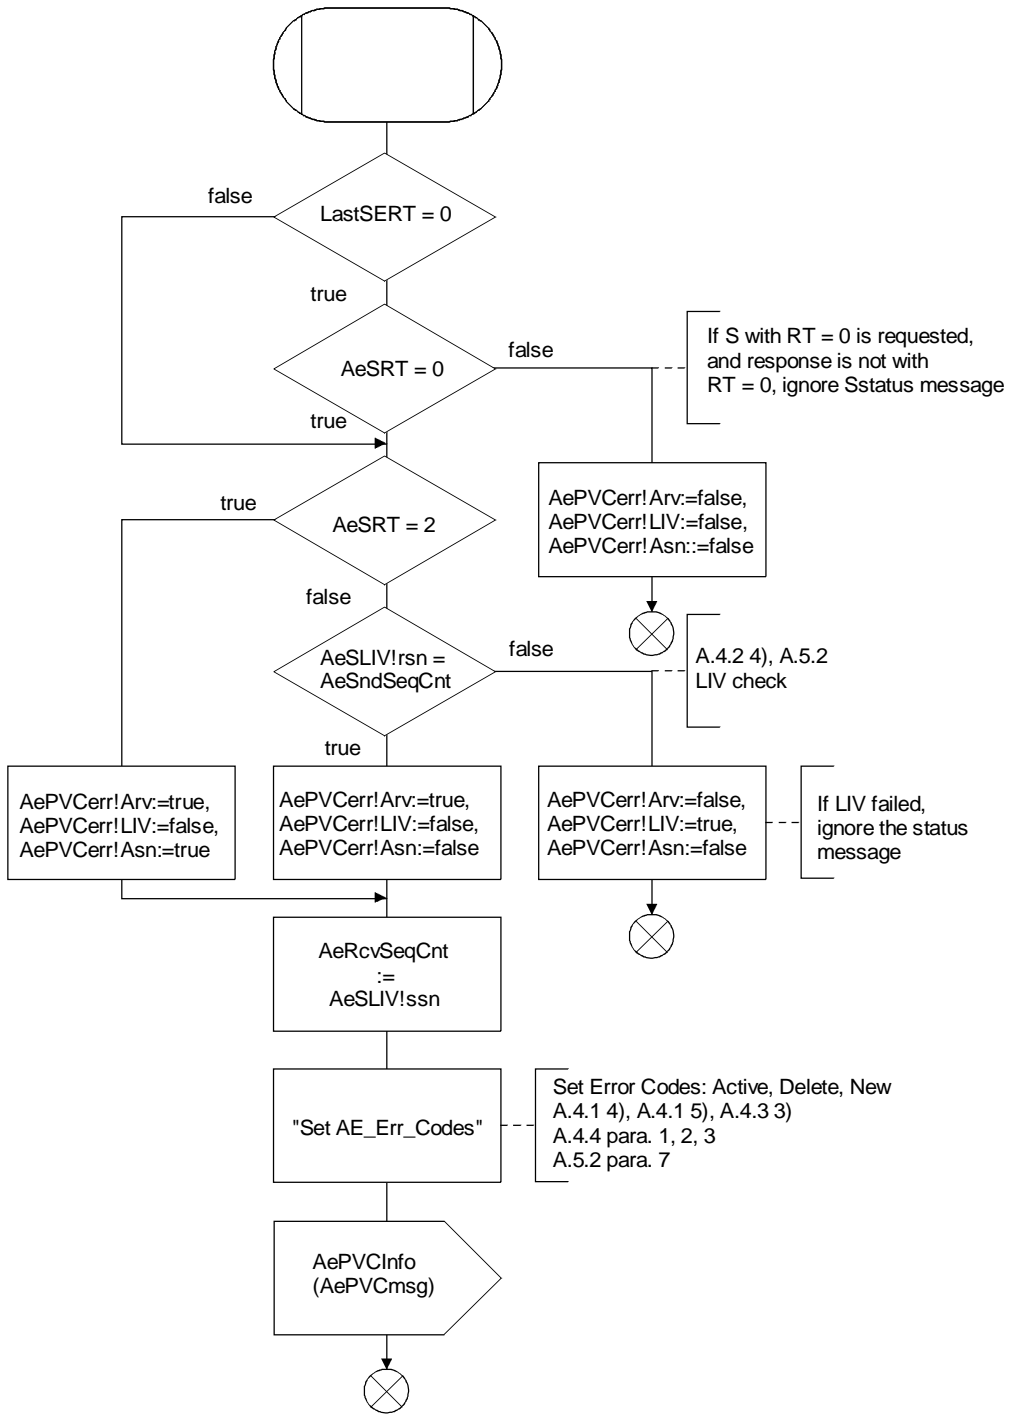 false
LastSERT = 0
true
AeSRT = 0
false
If S with RT = 0 is requested,
and response is not with
RT = 0, ignore Sstatus message
true
true
AeSRT = 2
AePVCerr!Arv:=false,
AePVCerr!LIV:=false,
AePVCerr!Asn::=false
false
AeSLIV!rsn =
AeSndSeqCnt
false
A.4.2 4), A.5.2
LIV check
true
AePVCerr!Arv:=true,
AePVCerr!LIV:=false,
AePVCerr!Asn:=true
AePVCerr!Arv:=true,
AePVCerr!LIV:=false,
AePVCerr!Asn:=false
AePVCerr!Arv:=false,
AePVCerr!LIV:=true,
AePVCerr!Asn:=false
If LIV failed,
ignore the status
message
AeRcvSeqCnt
:=
AeSLIV!ssn
"Set AE_Err_Codes"
Set Error Codes: Active, Delete, New
A.4.1 4), A.4.1 5), A.4.3 3)
A.4.4 para. 1, 2, 3
A.5.2 para. 7
AePVCInfo
(AePVCmsg)